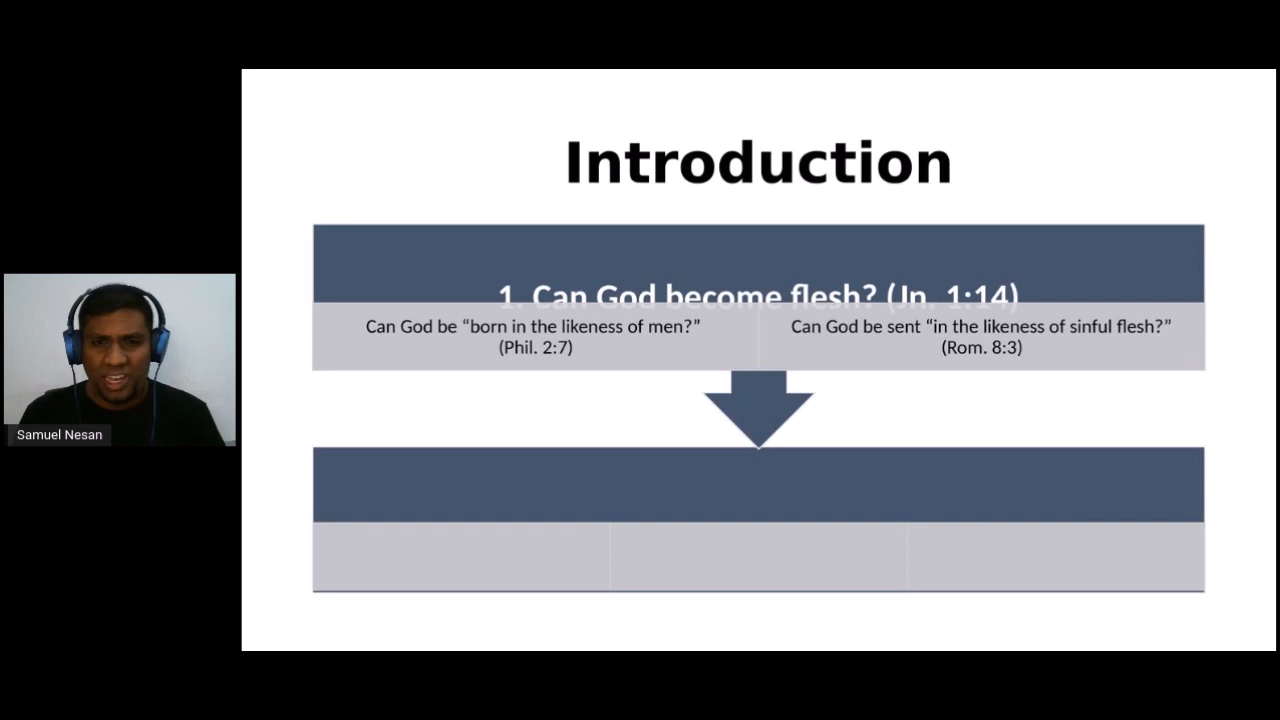 Introduction
1. Can God become flesh? (Jn. 1:14)
Can God be “born in the likeness of men?”
(Phil. 2:7)
Can God be sent “in the likeness of sinful flesh?”
(Rom. 8:3)
Samuel Nesan